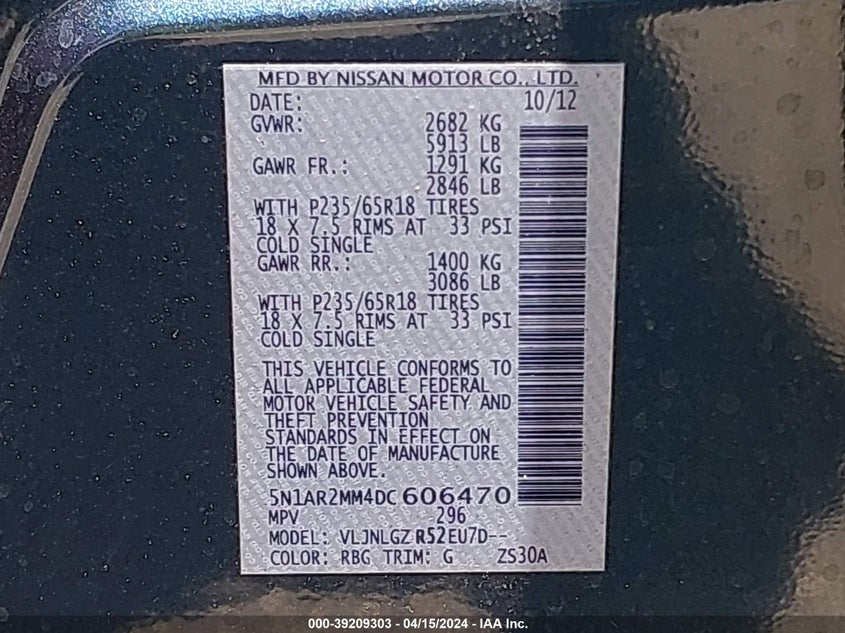 MFD BY NISSAN MOTOR CO., LTD.
DATE: 10/12
GVWR: 2682 KG
5913 LB
GAWR FR.: 1291 KG
2846 LB
WITH P235/65R18 TIRES
18 X 7.5 RIMS AT 33 PSI
COLD SINGLE
GAWR RR.: 1400 KG
3086 LB
WITH P235/65R18 TIRES
18 X 7.5 RIMS AT 33 PSI
COLD SINGLE
THIS VEHICLE CONFORMS TO
ALL APPLICABLE FEDERAL
MOTOR VEHICLE SAFETY AND
THEFT PREVENTION
STANDARDS IN EFFECT ON
THE DATE OF MANUFACTURE
SHOWN ABOVE.
5N1AR2MM4DC 606470
MPV 296
MODEL: VLJNLGZ R52EU7D--
COLOR: RBG TRIM: G ZS30A
000-39209303 - 04/15/2024 - IAA Inc.